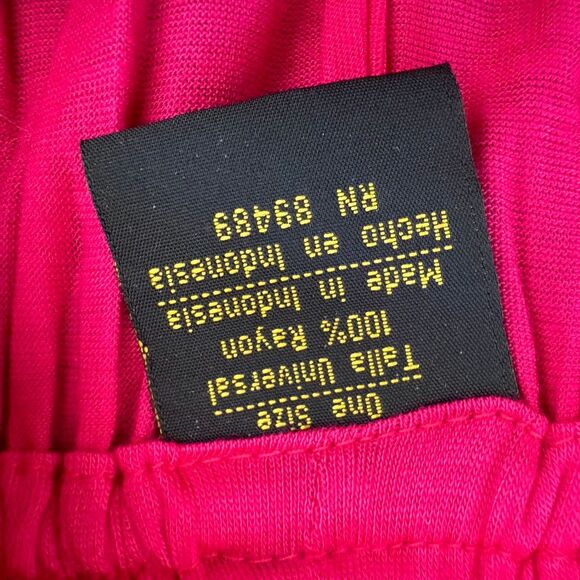 One Size
Talla Universal
100% Rayon
Made in Indonesia
Hecho en Indonesia
RN 89489